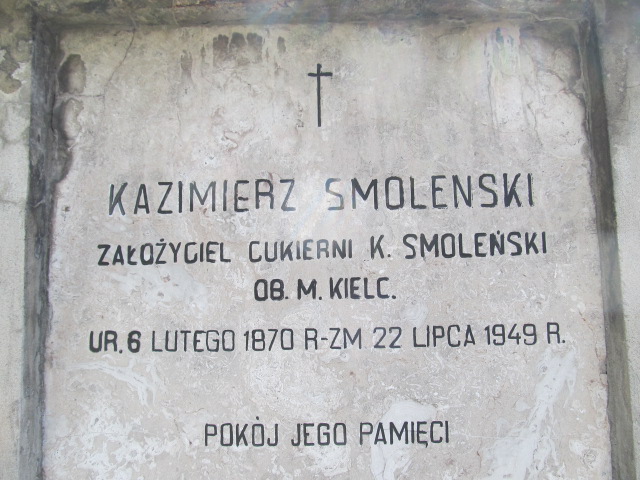 KAZIMIERZ SMOLENSKI
ZAŁOŻYCIEL CUKIERNI K. SMOLEŃSKI
OB. M. KIELC.
UR. 6 LUTEGO 1870 R-ZM 22 LIPCA 1949 R.
POKÓJ JEGO PAMIĘCI